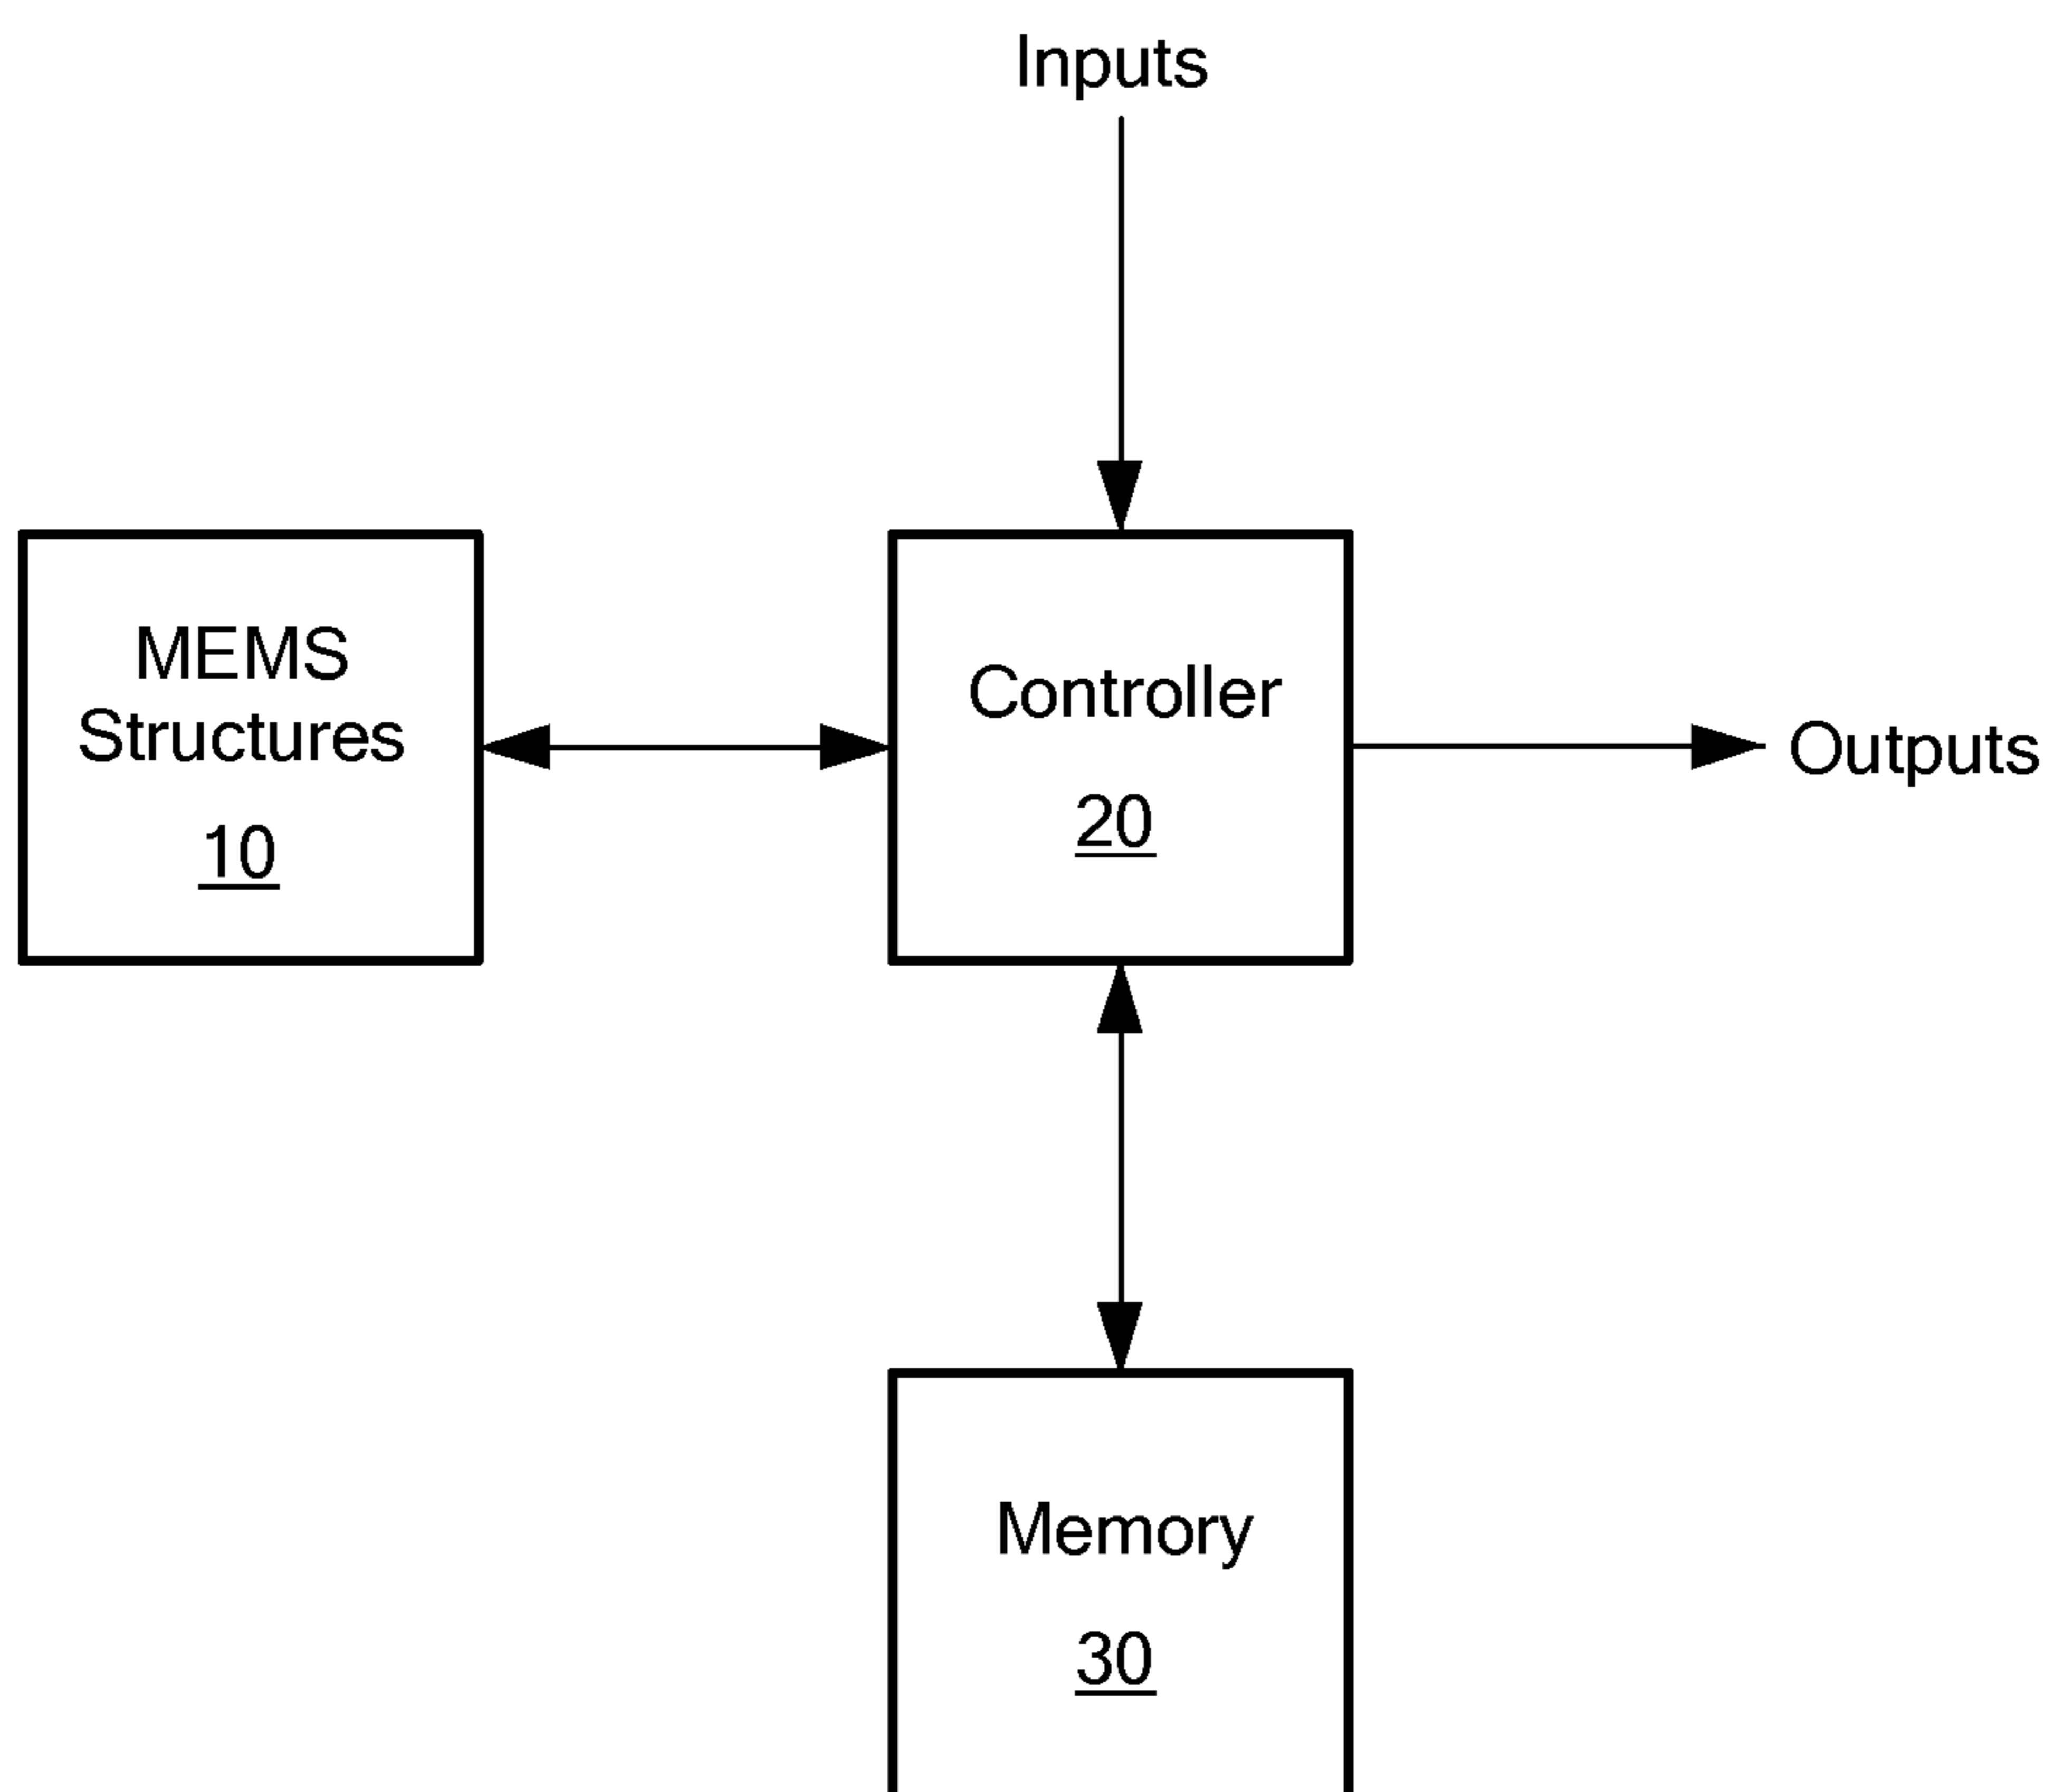 Inputs
MEMS
Structures
10
Controller
20
Outputs
Memory
30